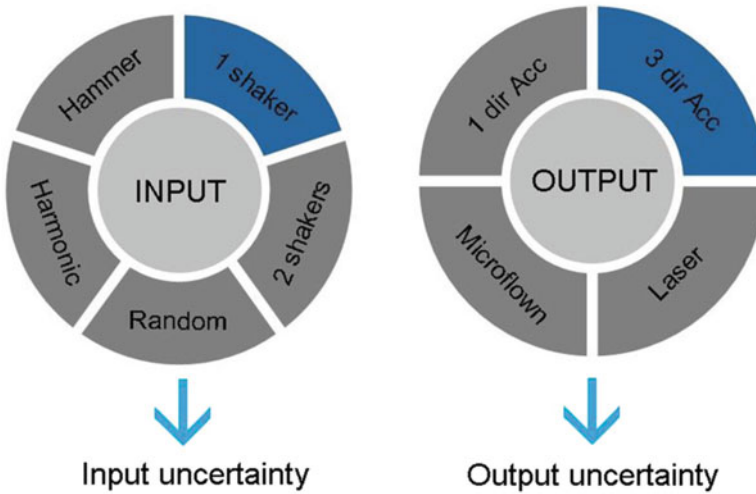 Hammer
1 shaker
Harmonic
INPUT
2 shakers
Random
Input uncertainty
1 dir Acc
3 dir Acc
OUTPUT
Microflown
Laser
Output uncertainty